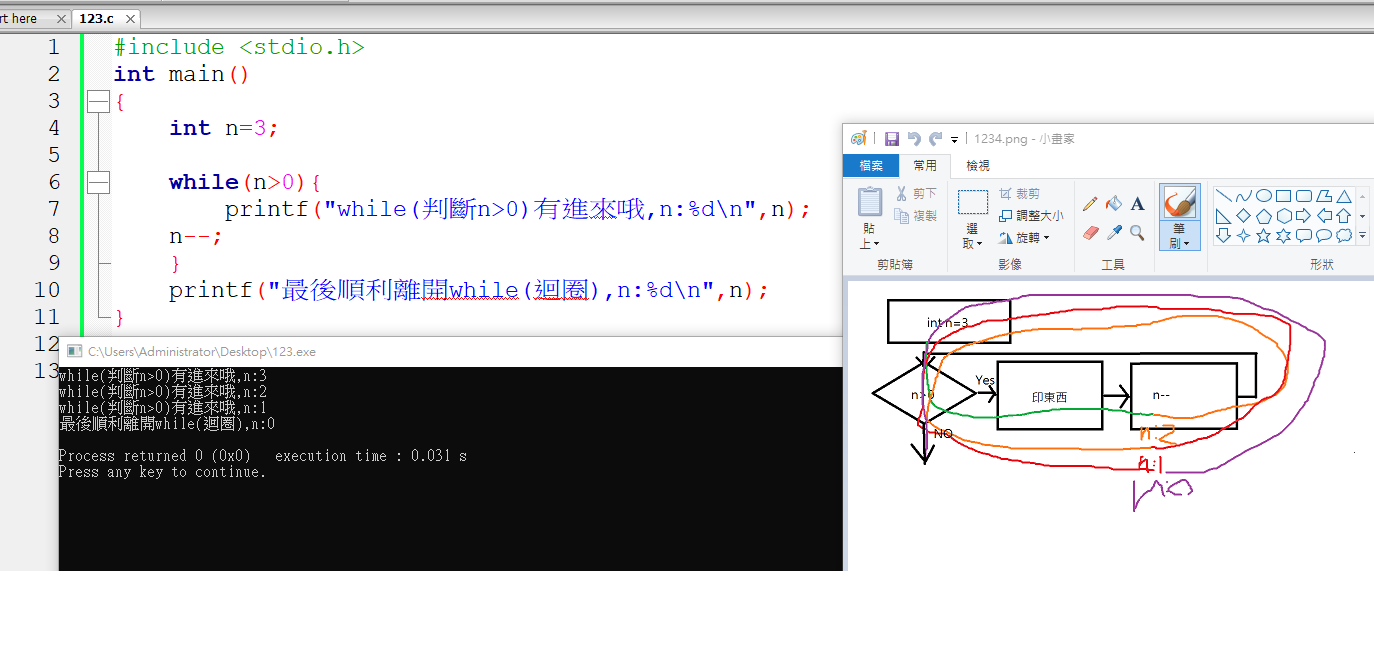 rt here
123.c
1 #include <stdio.h>
2 int main()
3 {
4 int n=3;
5
6 while(n>0){
7 printf("while(判斷n>0)有進來哦,n:%d\n",n);
8 n--;
9 }
10 printf("最後順利離開while(迴圈),n:%d\n",n);
11 }
12
13
C:\Users\Administrator\Desktop\123.exe
while(判斷n>0)有進來哦,n:3
while(判斷n>0)有進來哦,n:2
while(判斷n>0)有進來哦,n:1
最後順利離開while(迴圈),n:0
Process returned 0 (0x0) execution time : 0.031 s
Press any key to continue.
1234.png - 小畫家
檔案 常用 檢視
貼上
剪下
複製
剪貼簿
選取
裁剪
調整大小
旋轉
影像
A
工具
筆刷
形狀
int n=3
n>0
Yes
印東西
n--
NO
n:2
n:1
n:0